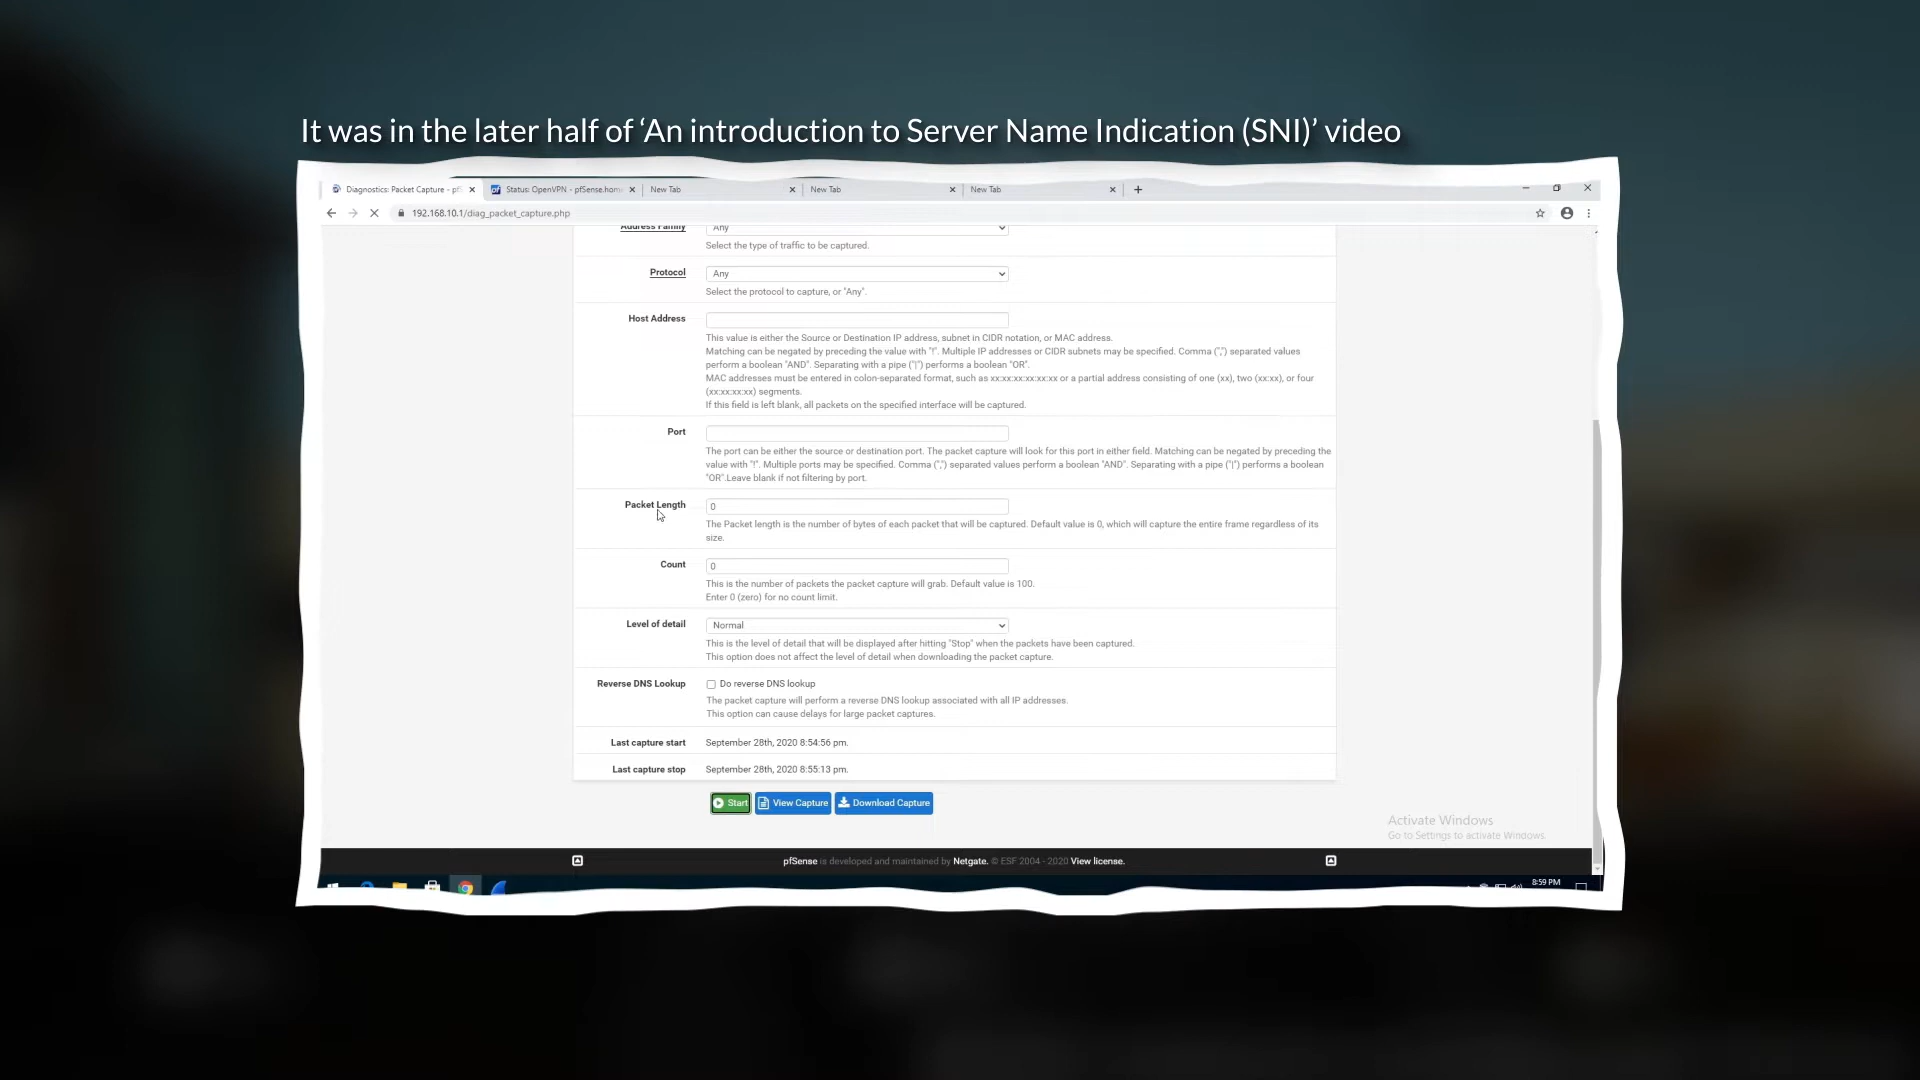 It was in the later half of ‘An introduction to Server Name Indication (SNI)’ video
Diagnostics: Packet Capture - pfS
Status: OpenVPN - pfSense.hom
New Tab
New Tab
New Tab
192.168.10.1/diag_packet_capture.php
Address Family
Any
Select the type of traffic to be captured.
Protocol
Any
Select the protocol to capture, or "Any".
Host Address
This value is either the Source or Destination IP address, subnet in CIDR notation, or MAC address.
Matching can be negated by preceding the value with "!". Multiple IP addresses or CIDR subnets may be specified. Comma (",") separated values
perform a boolean "AND". Separating with a pipe ("|") performs a boolean "OR".
MAC addresses must be entered in colon-separated format, such as xx:xx:xx:xx:xx:xx or a partial address consisting of one (xx), two (xx:xx), or four
(xx:xx:xx:xx) segments.
If this field is left blank, all packets on the specified interface will be captured.
Port
The port can be either the source or destination port. The packet capture will look for this port in either field. Matching can be negated by preceding the
value with "!". Multiple ports may be specified. Comma (",") separated values perform a boolean "AND". Separating with a pipe ("|") performs a boolean
"OR".Leave blank if not filtering by port.
Packet Length
0
The Packet length is the number of bytes of each packet that will be captured. Default value is 0, which will capture the entire frame regardless of its
size.
Count
0
This is the number of packets the packet capture will grab. Default value is 100.
Enter 0 (zero) for no count limit.
Level of detail
Normal
This is the level of detail that will be displayed after hitting "Stop" when the packets have been captured.
This option does not affect the level of detail when downloading the packet capture.
Reverse DNS Lookup
Do reverse DNS lookup
The packet capture will perform a reverse DNS lookup associated with all IP addresses.
This option can cause delays for large packet captures.
Last capture start
September 28th, 2020 8:54:56 pm.
Last capture stop
September 28th, 2020 8:55:13 pm.
Start
View Capture
Download Capture
Activate Windows
Go to Settings to activate Windows.
pfSense is developed and maintained by Netgate. © ESF 2004 - 2020 View license.
8:59 PM